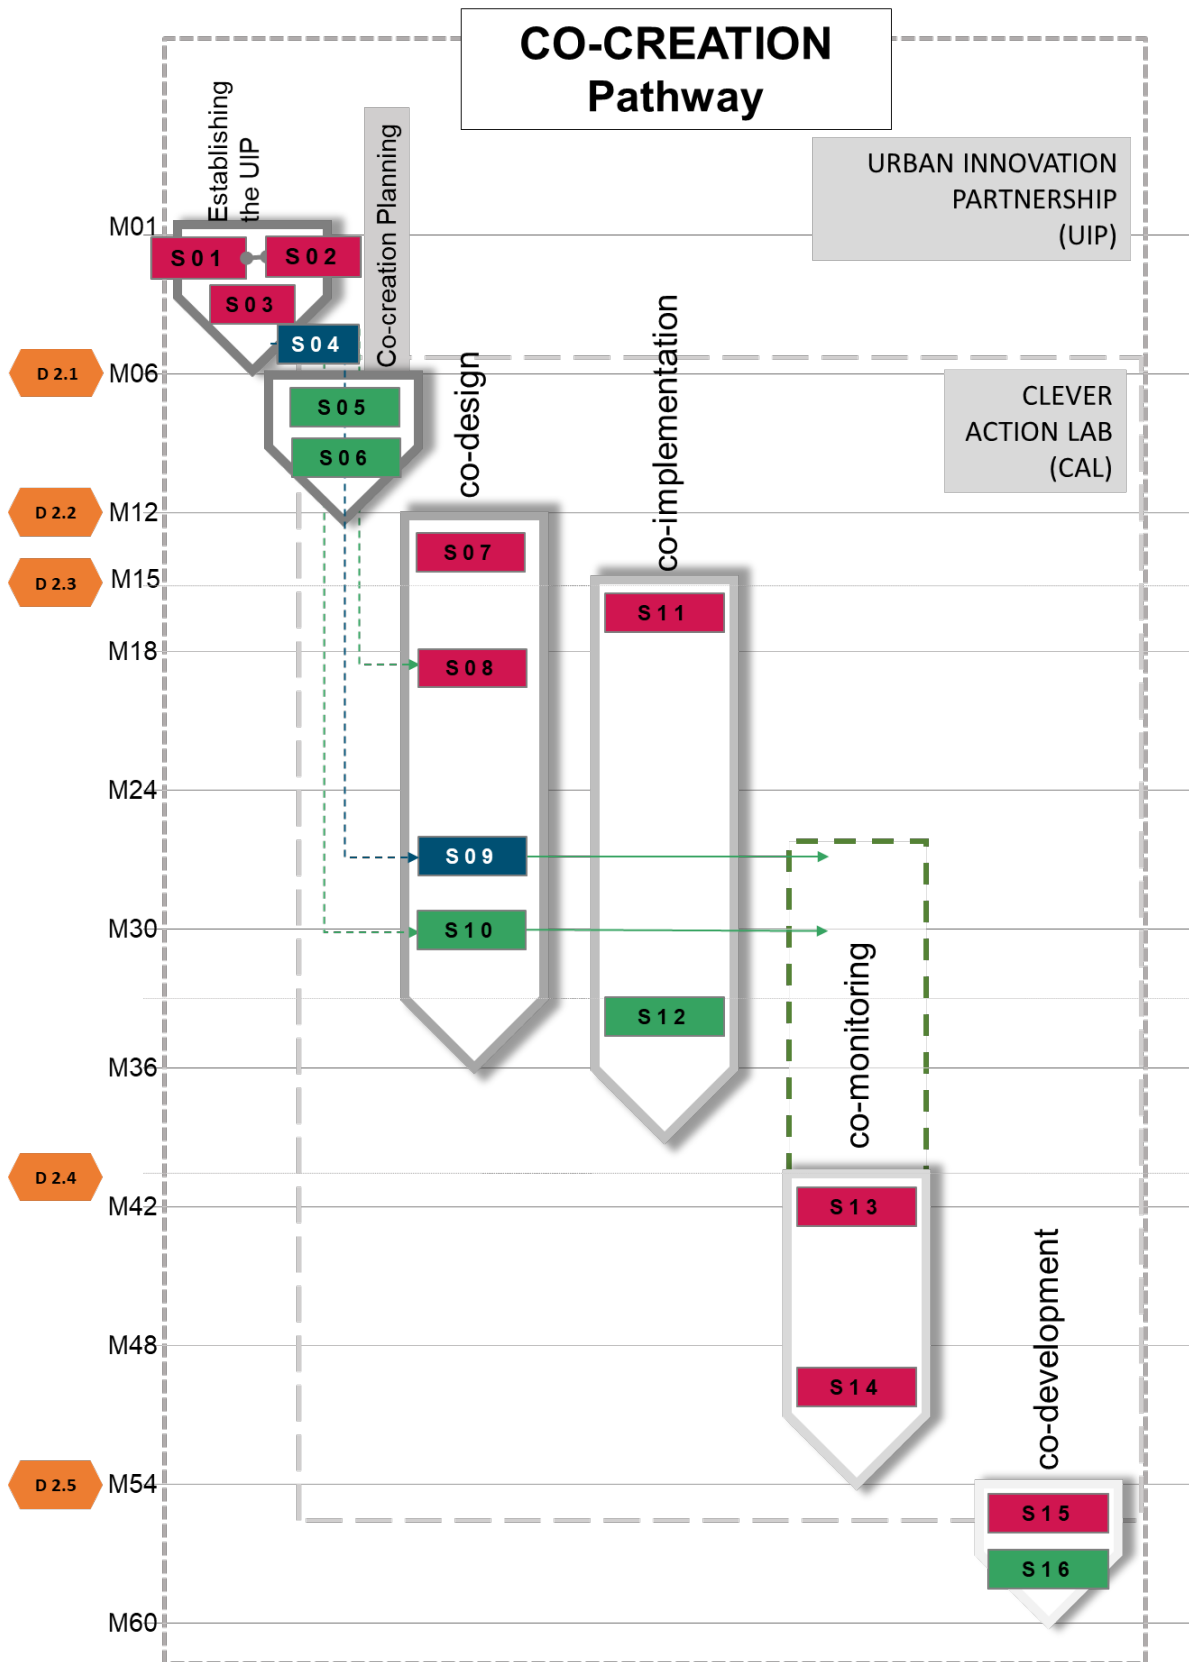 CO-CREATION
Pathway
Establishing
the UIP
Co-creation Planning
URBAN INNOVATION
PARTNERSHIP
(UIP)
M01
S 0 1
S 0 2
S 0 3
S 0 4
D 2.1
M06
CLEVER
ACTION LAB
(CAL)
S 0 5
S 0 6
co-design
co-implementation
D 2.2
M12
S 0 7
D 2.3
M15
S 1 1
M18
S 0 8
M24
S 0 9
M30
S 1 0
co-monitoring
S 1 2
M36
D 2.4
M42
S 1 3
M48
S 1 4
co-development
D 2.5
M54
S 1 5
S 1 6
M60